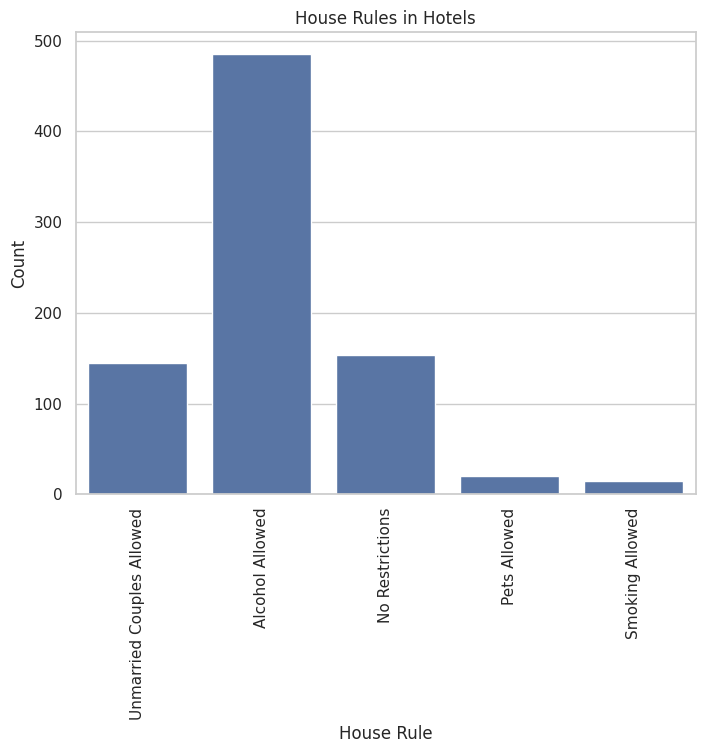 House Rules in Hotels
Count
500
400
300
200
100
0
Unmarried Couples Allowed
Alcohol Allowed
No Restrictions
Pets Allowed
Smoking Allowed
House Rule